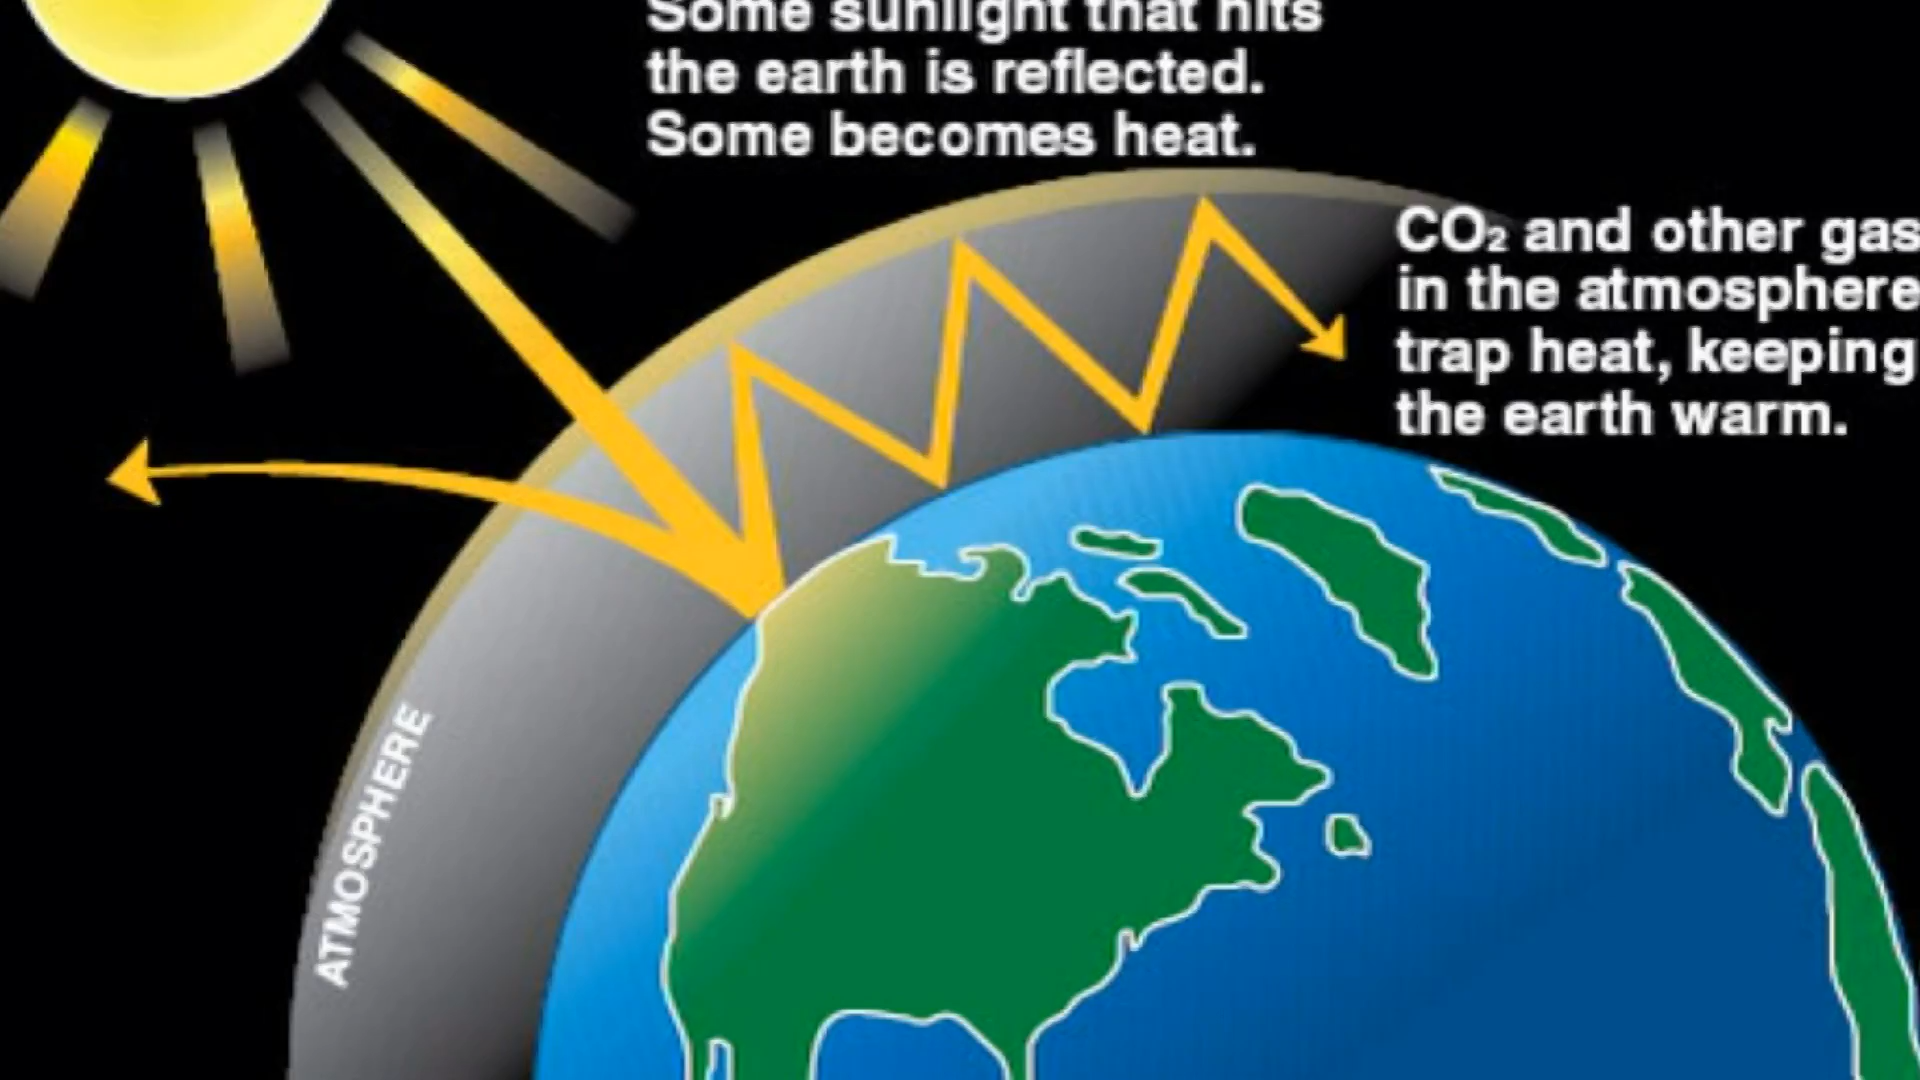 Some sunlight that hits
the earth is reflected.
Some becomes heat.
CO₂ and other gas
in the atmosphere
trap heat, keeping
the earth warm.
ATMOSPHERE